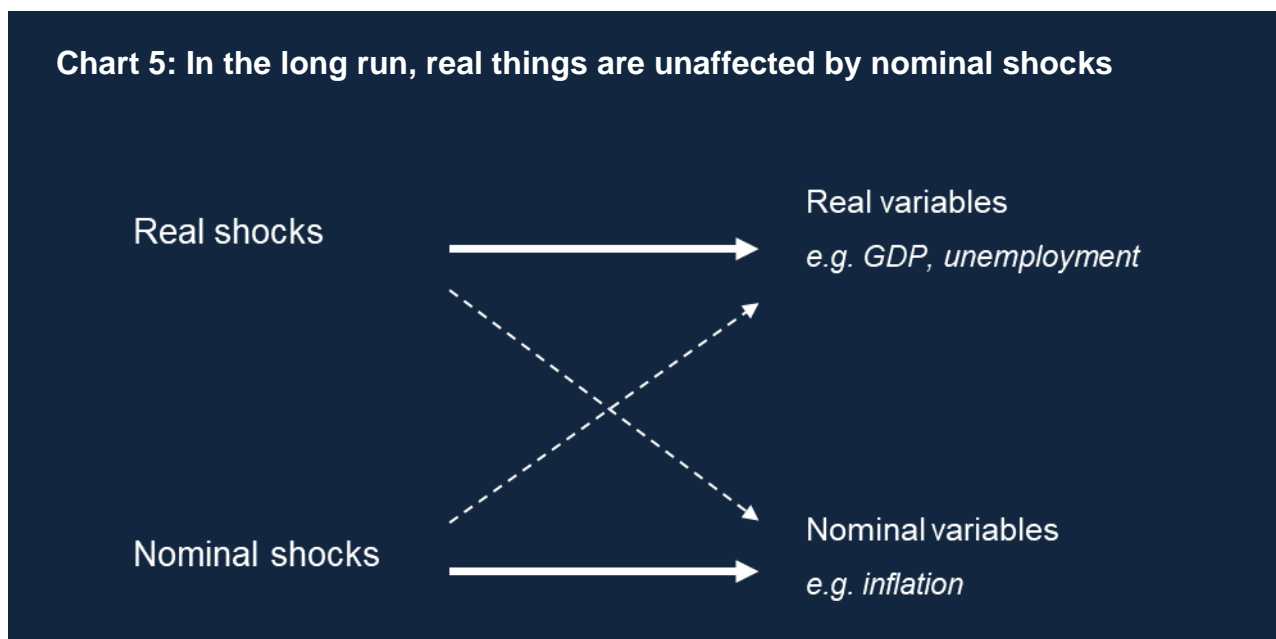 Chart 5: In the long run, real things are unaffected by nominal shocks
Real shocks
Real variables
e.g. GDP, unemployment
Nominal shocks
Nominal variables
e.g. inflation